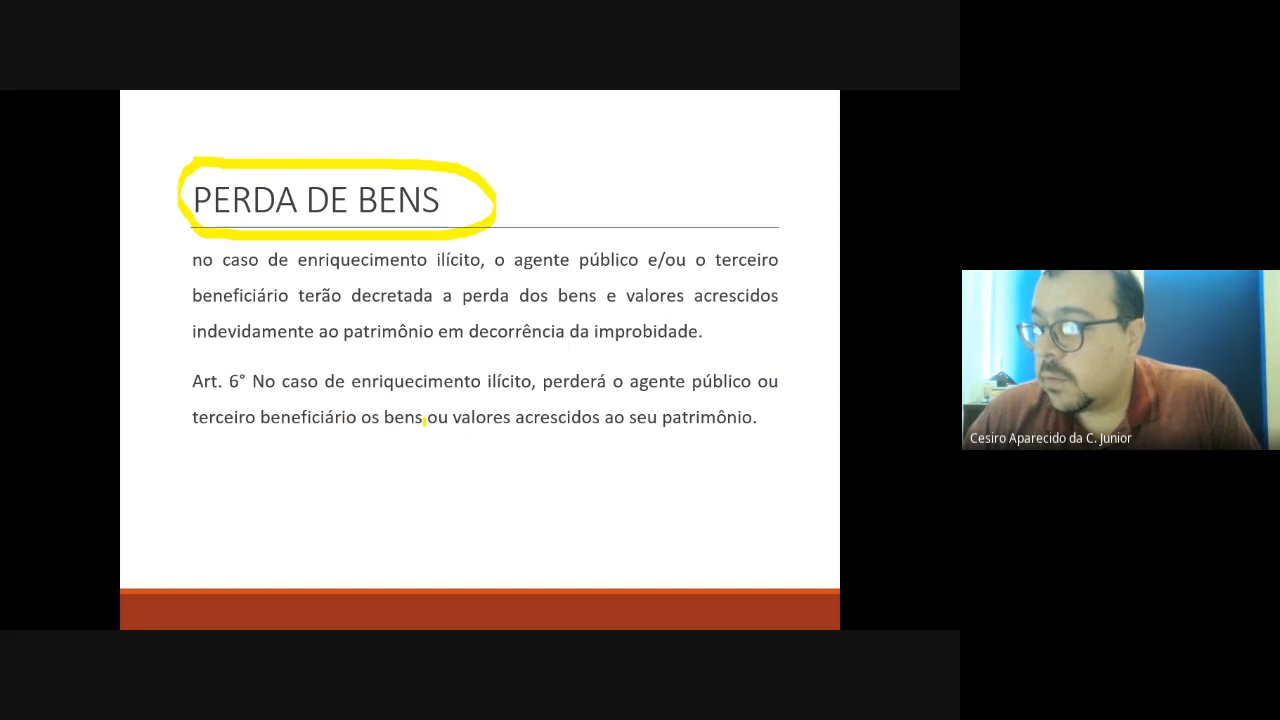 PERDA DE BENS
no caso de enriquecimento ilícito, o agente público e/ou o terceiro
beneficiário terão decretada a perda dos bens e valores acrescidos
indevidamente ao patrimônio em decorrência da improbidade.
Art. 6° No caso de enriquecimento ilícito, perderá o agente público ou
terceiro beneficiário os bens ou valores acrescidos ao seu patrimônio.
Cesiro Aparecido da C. Junior